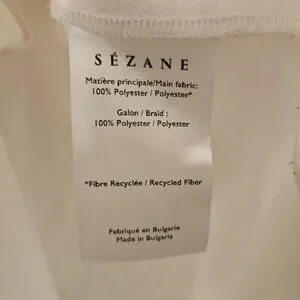 SÉZANE
Matière principale/Main fabric:
100% Polyester / Polyester*
Galon / Braid :
100% Polyester / Polyester
*Fibre Recyclée / Recycled Fiber
Fabriqué en Bulgarie
Made in Bulgaria